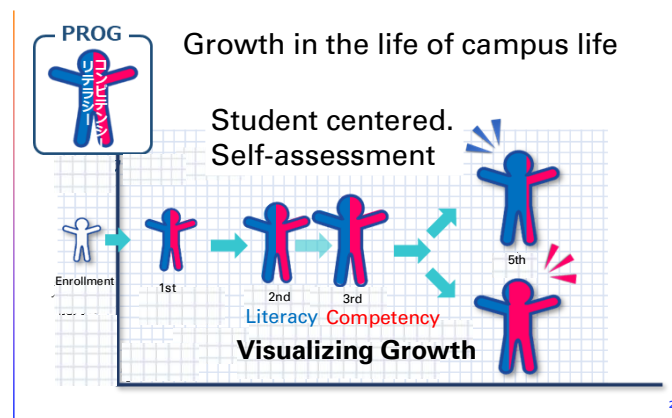 PROG
リテラシー
コンピテンシー
Growth in the life of campus life
Student centered.
Self-assessment
Enrollment
1st
2nd
3rd
5th
Literacy Competency
Visualizing Growth